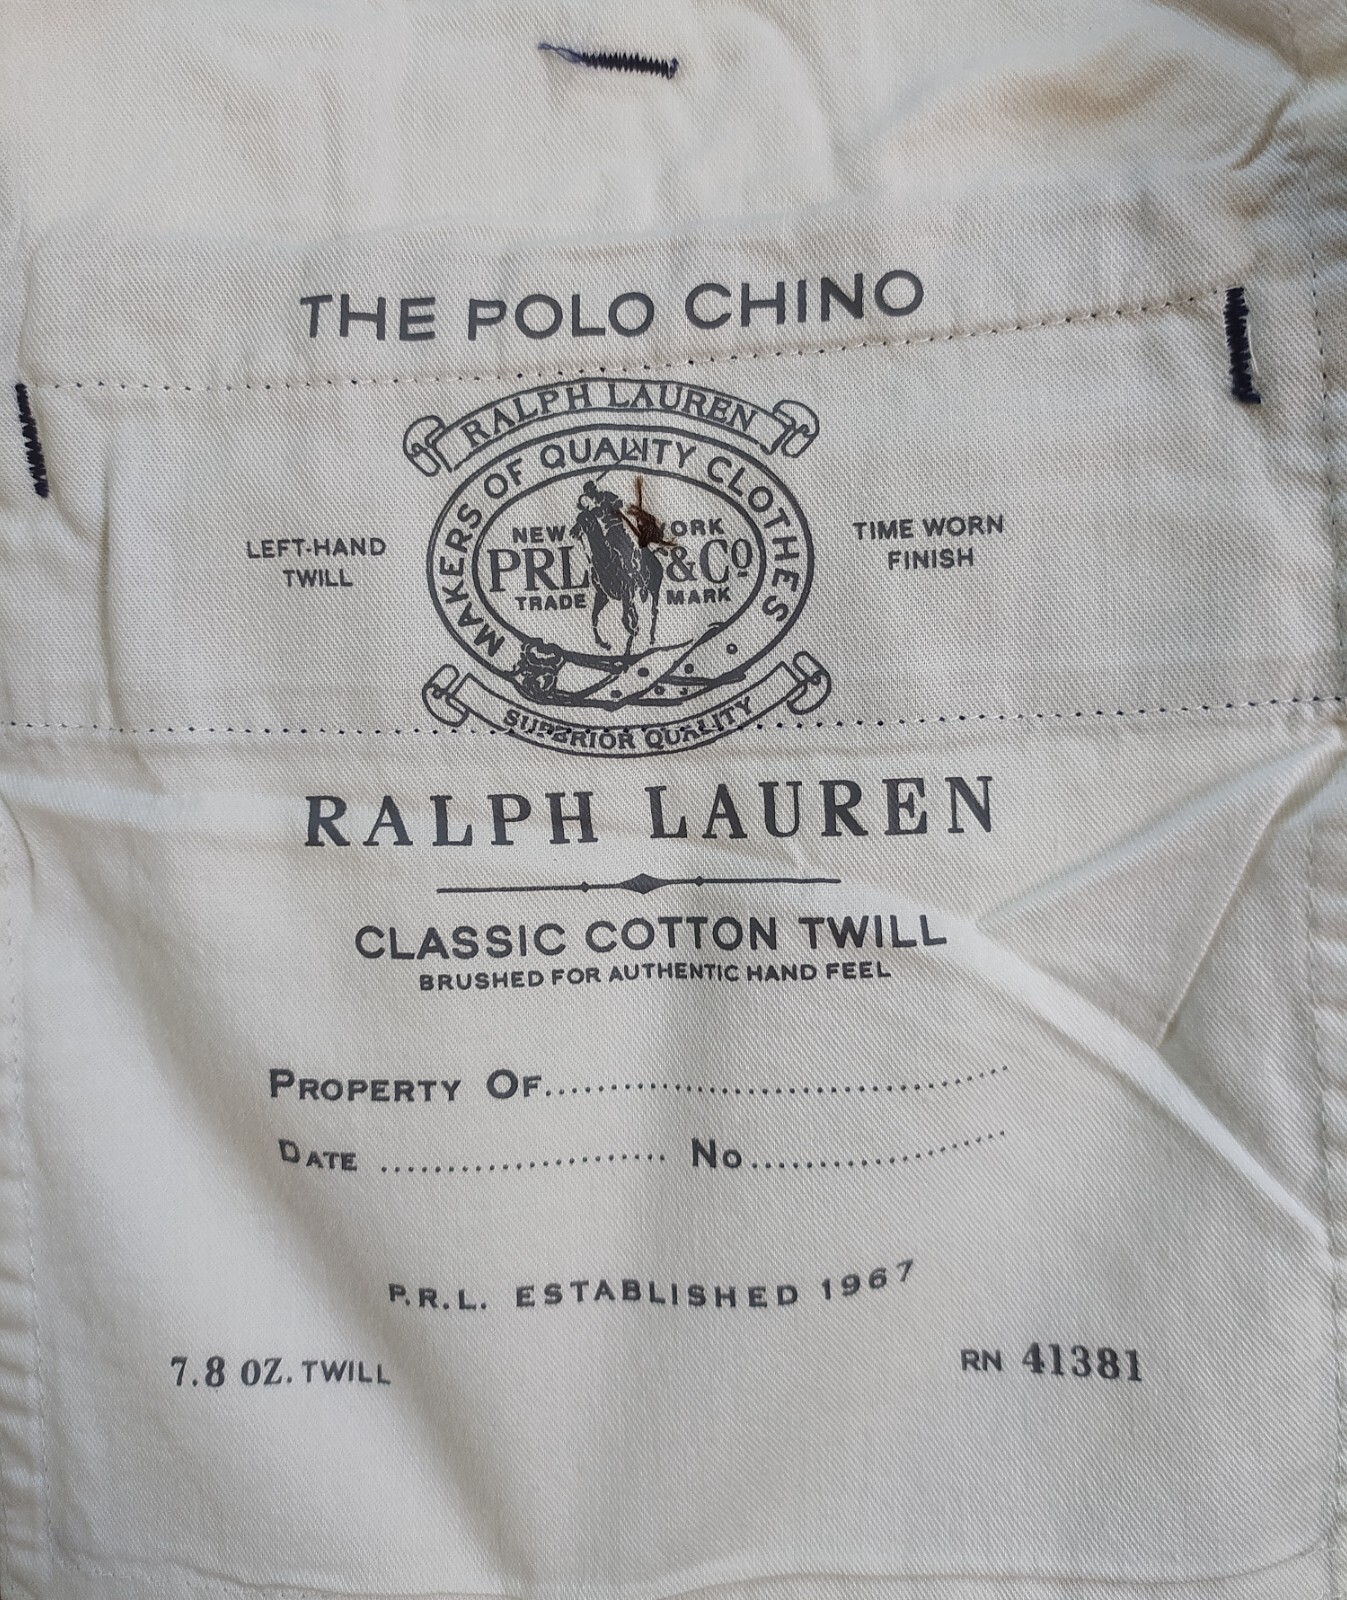 THE POLO CHINO
RALPH LAUREN
MAKERS OF QUALITY CLOTHES
LEFT-HAND
TWILL
NEW YORK
PRL &Co
TRADE MARK
TIME WORN
FINISH
SUPERIOR QUALITY
RALPH LAUREN
CLASSIC COTTON TWILL
BRUSHED FOR AUTHENTIC HAND FEEL
PROPERTY OF..........................................
DATE ...................... No....................
P.R.L. ESTABLISHED 1967
7.8 OZ. TWILL
RN 41381